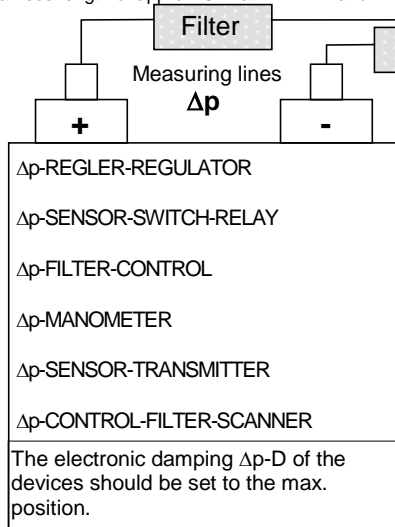 Filter
Measuring lines
Δp
+ -
Δp-REGLER-REGULATOR
Δp-SENSOR-SWITCH-RELAY
Δp-FILTER-CONTROL
Δp-MANOMETER
Δp-SENSOR-TRANSMITTER
Δp-CONTROL-FILTER-SCANNER
The electronic damping Δp-D of the
devices should be set to the max.
position.